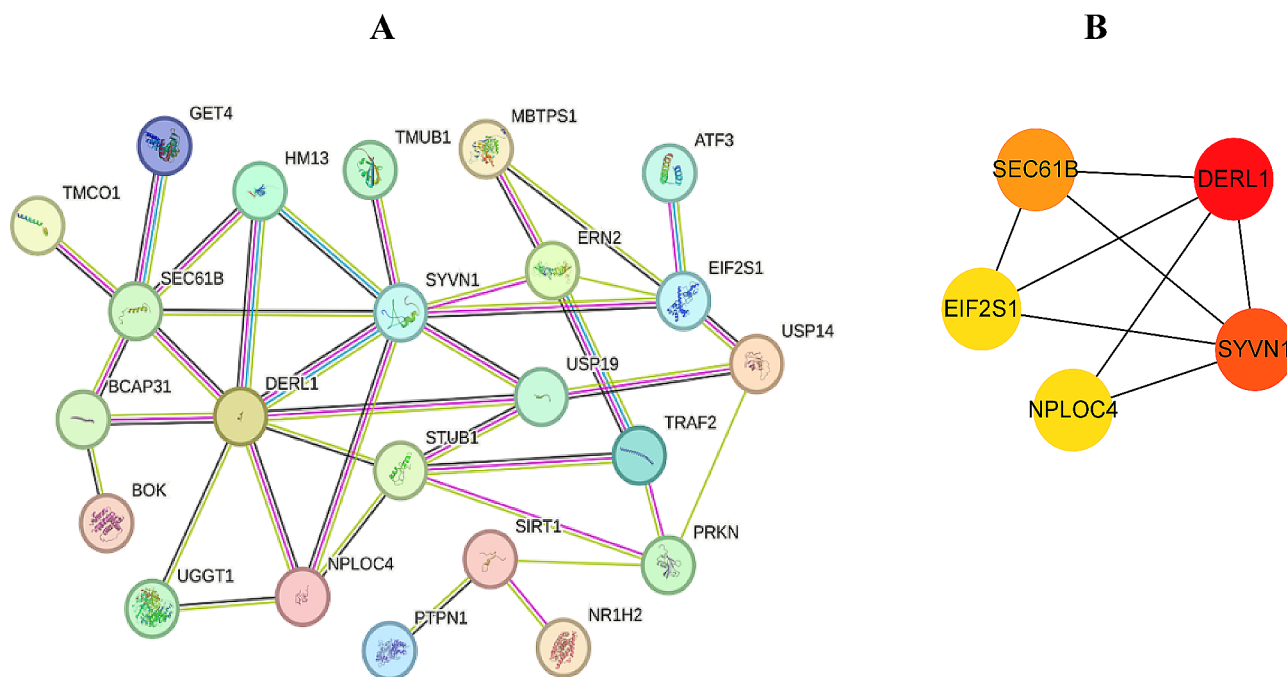 A
B
GET4
TMUB1
MBTPS1
ATF3
HM13
TMCO1
ERN2
SEC61B
SYVN1
EIF2S1
USP14
BCAP31
DERL1
USP19
STUB1
TRAF2
BOK
SIRT1
PRKN
UGGT1
NPLOC4
PTPN1
NR1H2
SEC61B
DERL1
EIF2S1
SYVN1
NPLOC4